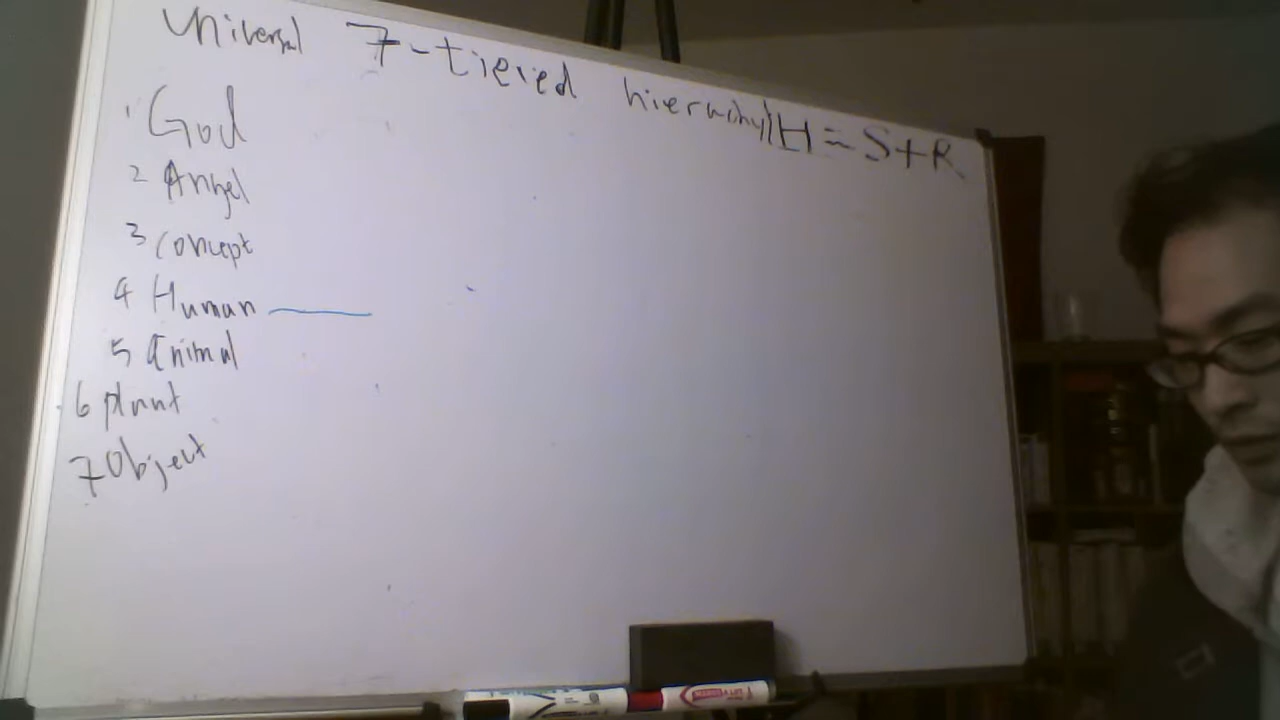 Universal 7-tiered hierarchy H = S+R
1 God
2 Angel
3 concept
4 Human
5 Animal
6 plant
7 Object